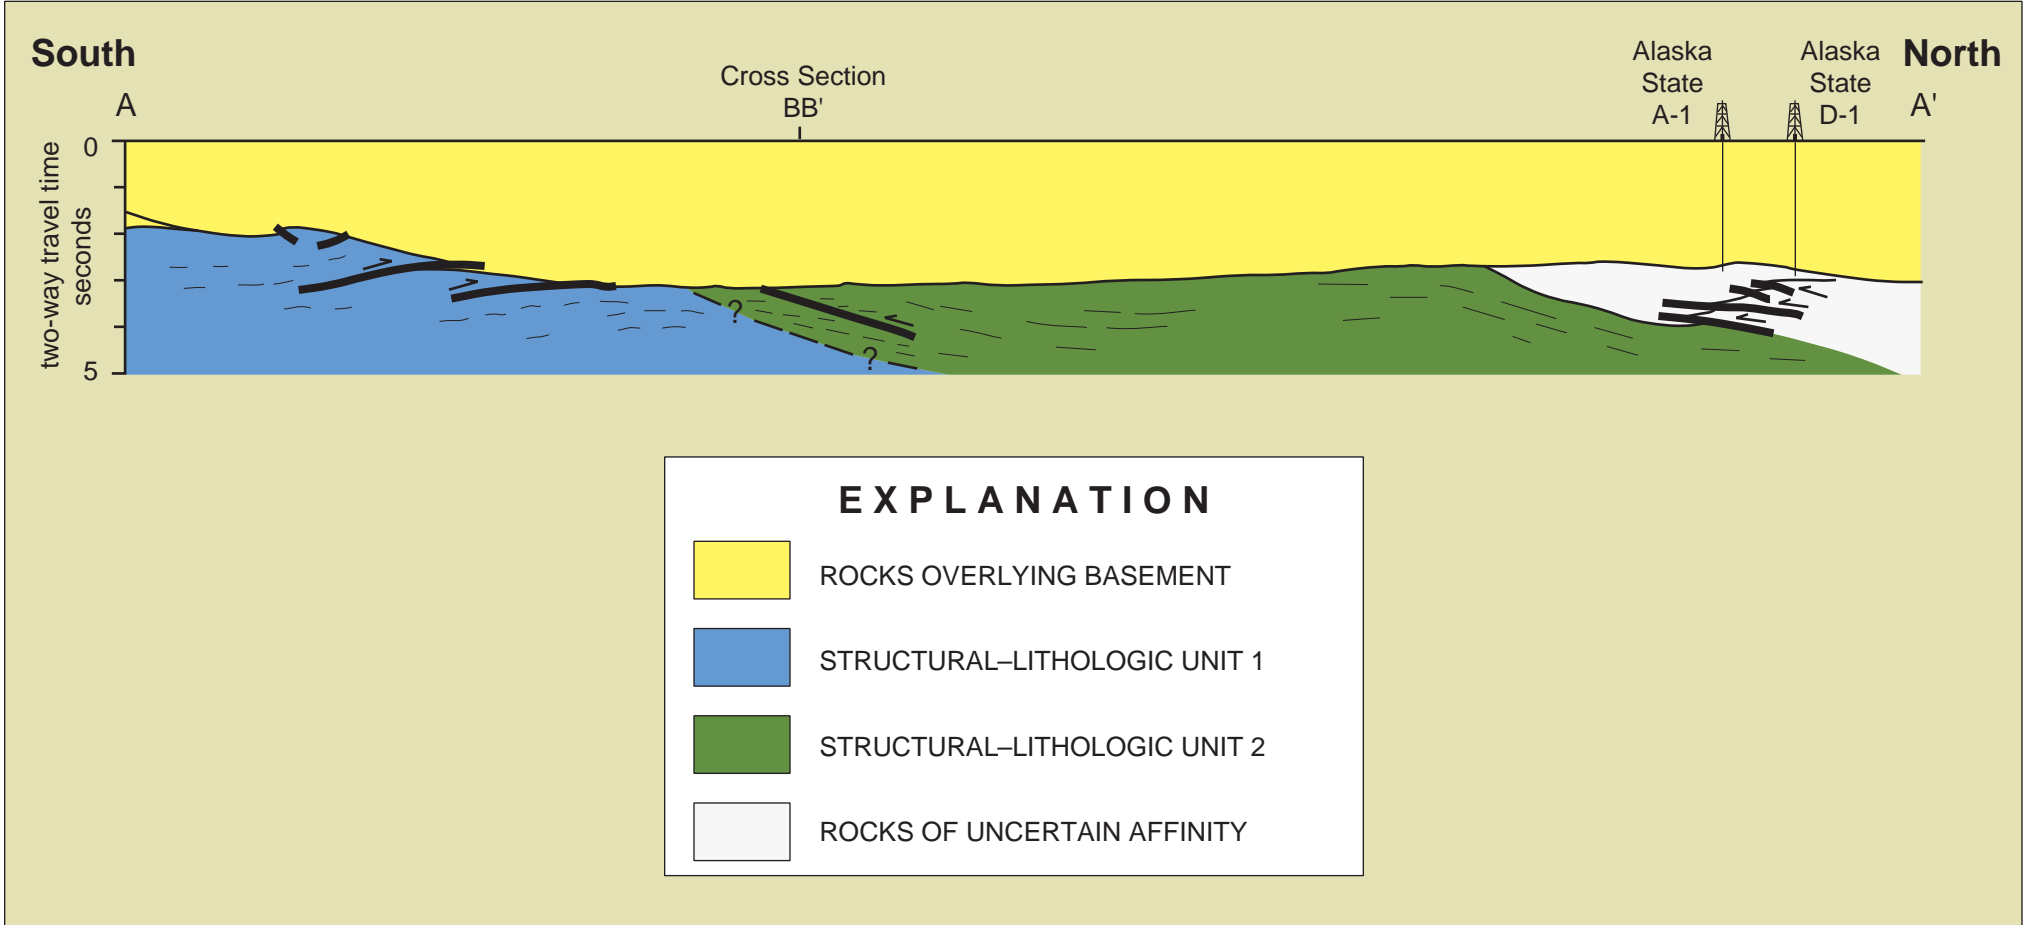 South
North
A
A'
Cross Section
BB'
Alaska
State
A-1
Alaska
State
D-1
two-way travel time
seconds
0
5
?
?
EXPLANATION
ROCKS OVERLYING BASEMENT
STRUCTURAL–LITHOLOGIC UNIT 1
STRUCTURAL–LITHOLOGIC UNIT 2
ROCKS OF UNCERTAIN AFFINITY